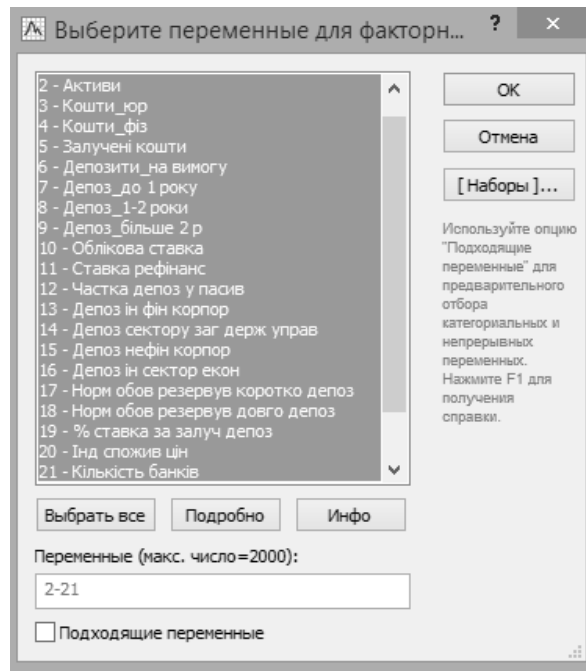 Выберите переменные для факторн... ? ×
2 - Активи
3 - Кошти_юр
4 - Кошти_фіз
5 - Залучені кошти
6 - Депозити_на вимогу
7 - Депоз_до 1 року
8 - Депоз_1-2 роки
9 - Депоз_більше 2 р
10 - Облікова ставка
11 - Ставка рефінанс
12 - Частка депоз у пасив
13 - Депоз ін фін корпор
14 - Депоз сектору заг держ управ
15 - Депоз нефін корпор
16 - Депоз ін сектор екон
17 - Норм обов резервув коротко депоз
18 - Норм обов резервув довго депоз
19 - % ставка за залуч депоз
20 - Інд спожив цін
21 - Кількість банків
OK
Отмена
[ Наборы ]...
Используйте опцию
"Подходящие
переменные" для
предварительного
отбора
категориальных и
непрерывных
переменных.
Нажмите F1 для
получения
справки.
Выбрать все
Подробно
Инфо
Переменные (макс. число=2000):
2-21
Подходящие переменные